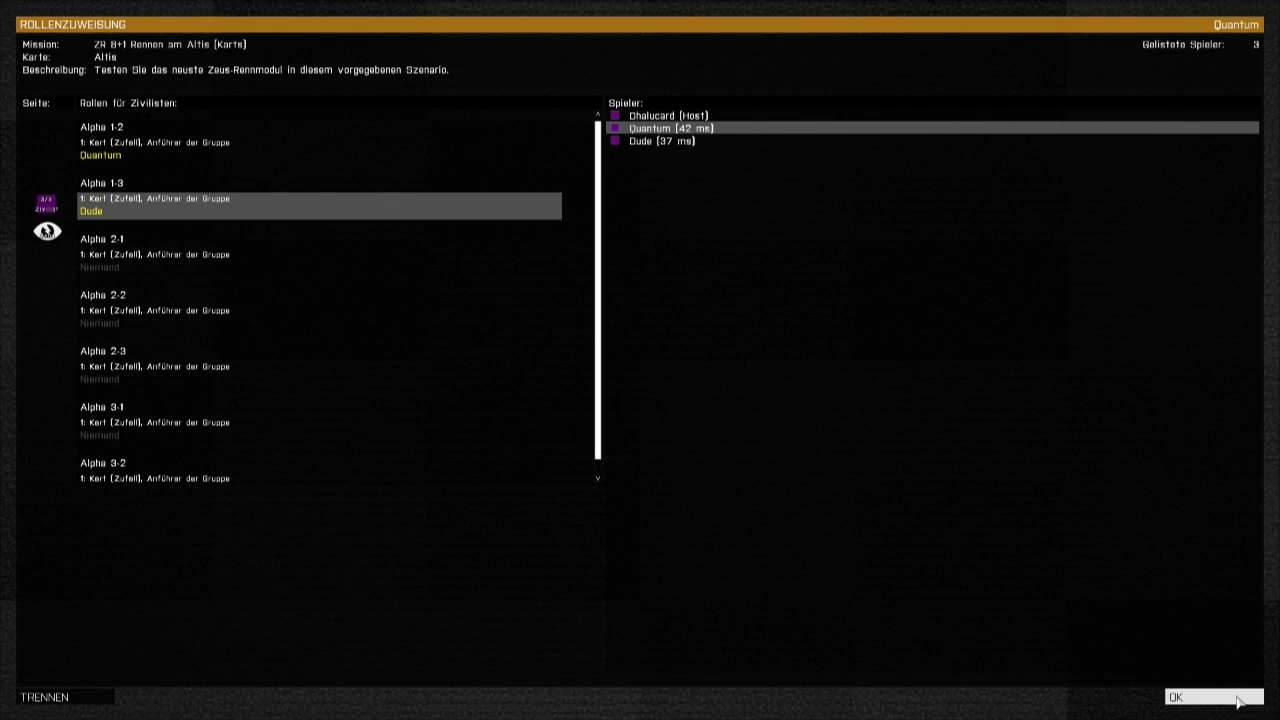 ROLLENZUWEISUNG
Quantum
Mission: ZR 8+1 Rennen am Altis (Karts)
Gelistete Spieler: 3
Karte: Altis
Beschreibung: Testen Sie das neuste Zeus-Rennmodul in diesem vorgegebenen Szenario.
Seite:
Rollen für Zivilisten:
Alpha 1-2
1: Kart (Zufall), Anführer der Gruppe
Quantum
Alpha 1-3
1: Kart (Zufall), Anführer der Gruppe
Dude
3/3
Alpha 2-1
1: Kart (Zufall), Anführer der Gruppe
Niemand
Alpha 2-2
1: Kart (Zufall), Anführer der Gruppe
Niemand
Alpha 2-3
1: Kart (Zufall), Anführer der Gruppe
Niemand
Alpha 3-1
1: Kart (Zufall), Anführer der Gruppe
Niemand
Alpha 3-2
1: Kart (Zufall), Anführer der Gruppe
Spieler:
Dhalucard (Host)
Quantum (42 ms)
Dude (37 ms)
TRENNEN
OK